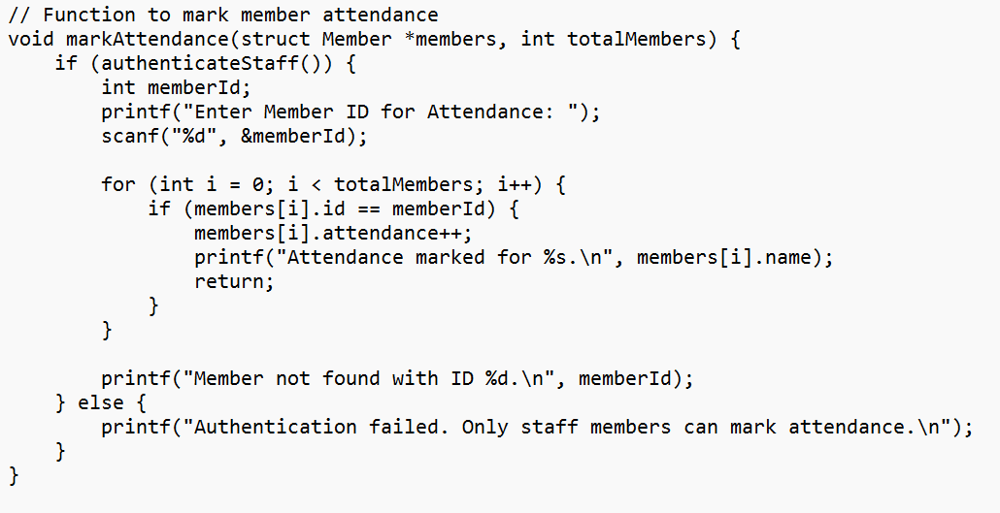 // Function to mark member attendance
void markAttendance(struct Member *members, int totalMembers) {
    if (authenticateStaff()) {
        int memberId;
        printf("Enter Member ID for Attendance: ");
        scanf("%d", &memberId);

        for (int i = 0; i < totalMembers; i++) {
            if (members[i].id == memberId) {
                members[i].attendance++;
                printf("Attendance marked for %s.\n", members[i].name);
                return;
            }
        }

        printf("Member not found with ID %d.\n", memberId);
    } else {
        printf("Authentication failed. Only staff members can mark attendance.\n");
    }
}